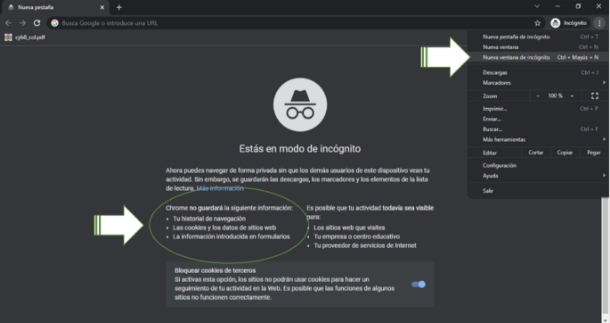 Nueva pestaña
Busca Google o introduce una URL
Incógnito
cybll_col.pdf
Nueva pestaña de incógnito Ctrl + T
Nueva ventana Ctrl + N
Nueva ventana de incógnito Ctrl + Mayús + N
Descargas Ctrl + J
Marcadores
Zoom - 100 % +
Imprimir... Ctrl + P
Enviar...
Buscar... Ctrl + F
Más herramientas
Editar Cortar Copiar Pegar
Configuración
Ayuda
Salir
Estás en modo de incógnito
Ahora puedes navegar de forma privada sin que los demás usuarios de este dispositivo vean tu
actividad. Sin embargo, se guardarán las descargas, los marcadores y los elementos de la lista
de lectura. Más información
Chrome no guardará la siguiente información:
• Tu historial de navegación
• Las cookies y los datos de sitios web
• La información introducida en formularios
Es posible que tu actividad todavía sea visible
para:
• Los sitios web que visites
• Tu empresa o centro educativo
• Tu proveedor de servicios de Internet
Bloquear cookies de terceros
Si activas esta opción, los sitios no podrán usar cookies para hacer un
seguimiento de tu actividad en la Web. Es posible que las funciones de algunos
sitios no funcionen correctamente.